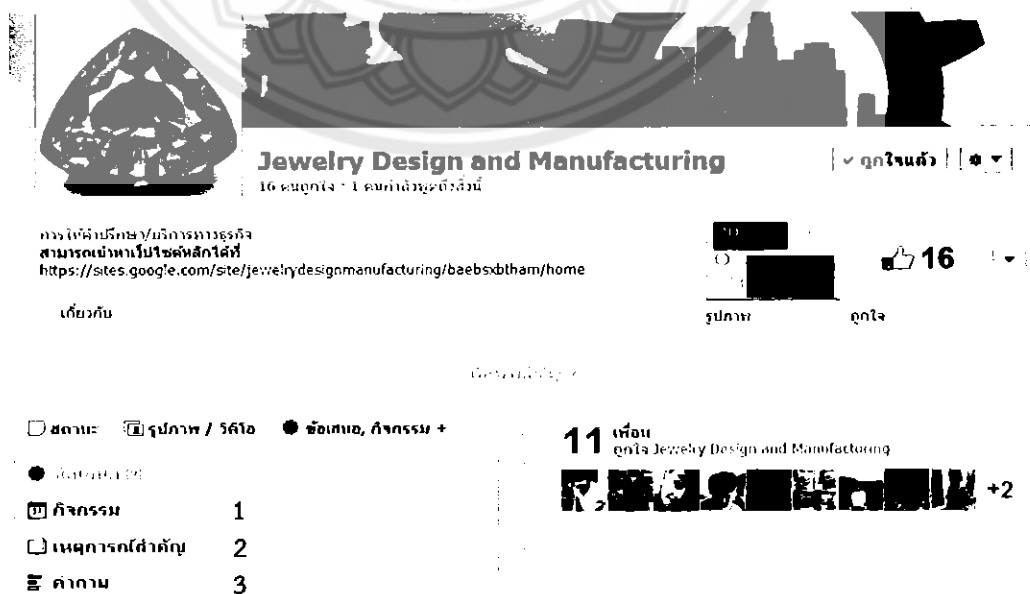 Jewelry Design and Manufacturing
✓ ถูกใจแล้ว
16 คนถูกใจ · 1 คนกำลังพูดถึงสิ่งนี้
การให้คำปรึกษา/บริการทางธุรกิจ
สามารถเข้าหาเว็บไซต์หลักได้ที่
https://sites.google.com/site/jewelrydesignmanufacturing/baebsxbtham/home
16
เกี่ยวกับ
รูปภาพ
ถูกใจ
สถานะ
รูปภาพ / วิดีโอ
ข้อเสนอ, กิจกรรม +
กิจกรรม 1
เหตุการณ์สำคัญ 2
คำถาม 3
11 เพื่อน
ถูกใจ Jewelry Design and Manufacturing
+2